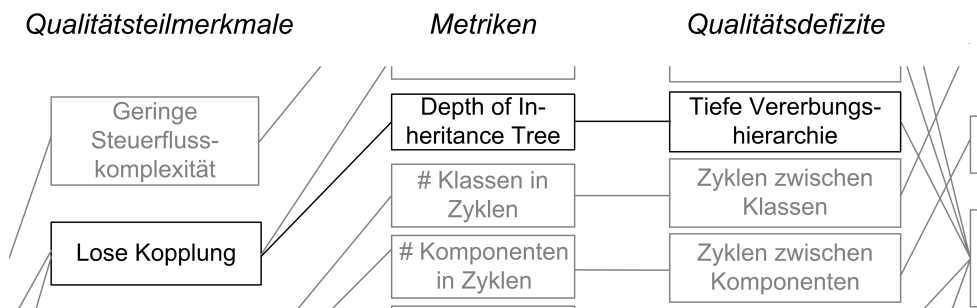 Qualitätsteilmerkmale
Metriken
Qualitätsdefizite
Geringe
Steuerfluss-
komplexität
Lose Kopplung
Depth of In-
heritance Tree
# Klassen in
Zyklen
# Komponenten
in Zyklen
Tiefe Vererbungs-
hierarchie
Zyklen zwischen
Klassen
Zyklen zwischen
Komponenten